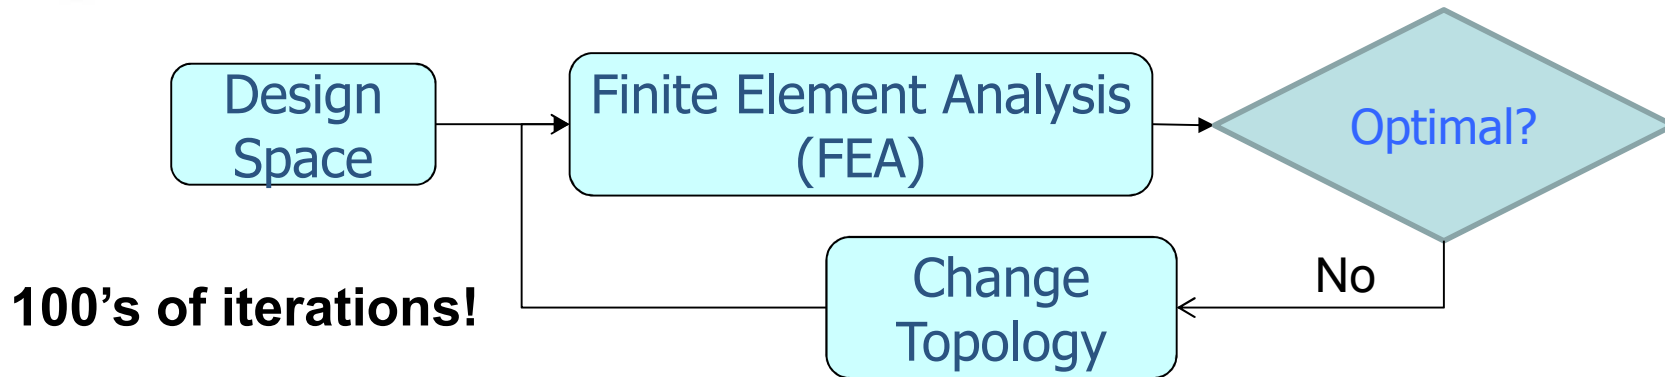 Design
Space
Finite Element Analysis
(FEA)
Optimal?
No
Change
Topology
100’s of iterations!